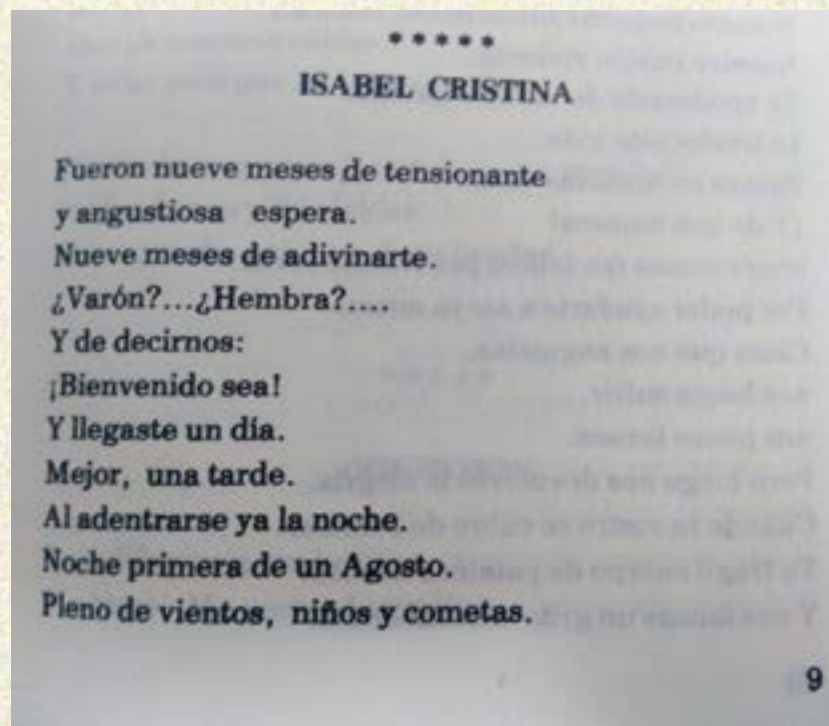 *****
ISABEL CRISTINA
Fueron nueve meses de tensionante
y angustiosa espera.
Nueve meses de adivinarte.
¿Varón?...¿Hembra?....
Y de decirnos:
¡Bienvenido sea!
Y llegaste un día.
Mejor, una tarde.
Al adentrarse ya la noche.
Noche primera de un Agosto.
Pleno de vientos, niños y cometas.
9